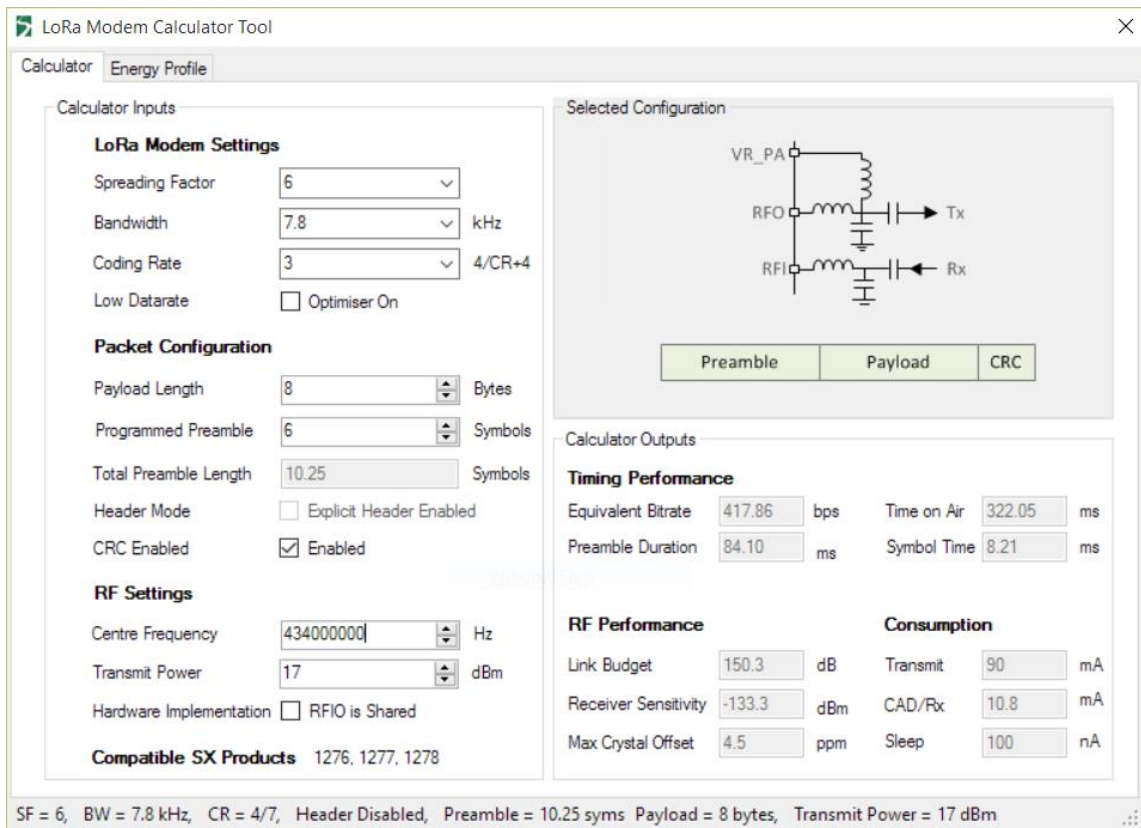 LoRa Modem Calculator Tool
Calculator Energy Profile
Calculator Inputs
LoRa Modem Settings
Spreading Factor 6
Bandwidth 7.8 kHz
Coding Rate 3 4/CR+4
Low Datarate Optimiser On
Packet Configuration
Payload Length 8 Bytes
Programmed Preamble 6 Symbols
Total Preamble Length 10.25 Symbols
Header Mode Explicit Header Enabled
CRC Enabled Enabled
RF Settings
Centre Frequency 434000000 Hz
Transmit Power 17 dBm
Hardware Implementation RFIO is Shared
Compatible SX Products 1276, 1277, 1278
Selected Configuration
VR_PA
RFO Tx
RFI Rx
Preamble Payload CRC
Calculator Outputs
Timing Performance
Equivalent Bitrate 417.86 bps Time on Air 322.05 ms
Preamble Duration 84.10 ms Symbol Time 8.21 ms
RF Performance Consumption
Link Budget 150.3 dB Transmit 90 mA
Receiver Sensitivity -133.3 dBm CAD/Rx 10.8 mA
Max Crystal Offset 4.5 ppm Sleep 100 nA
SF = 6, BW = 7.8 kHz, CR = 4/7, Header Disabled, Preamble = 10.25 syms Payload = 8 bytes, Transmit Power = 17 dBm